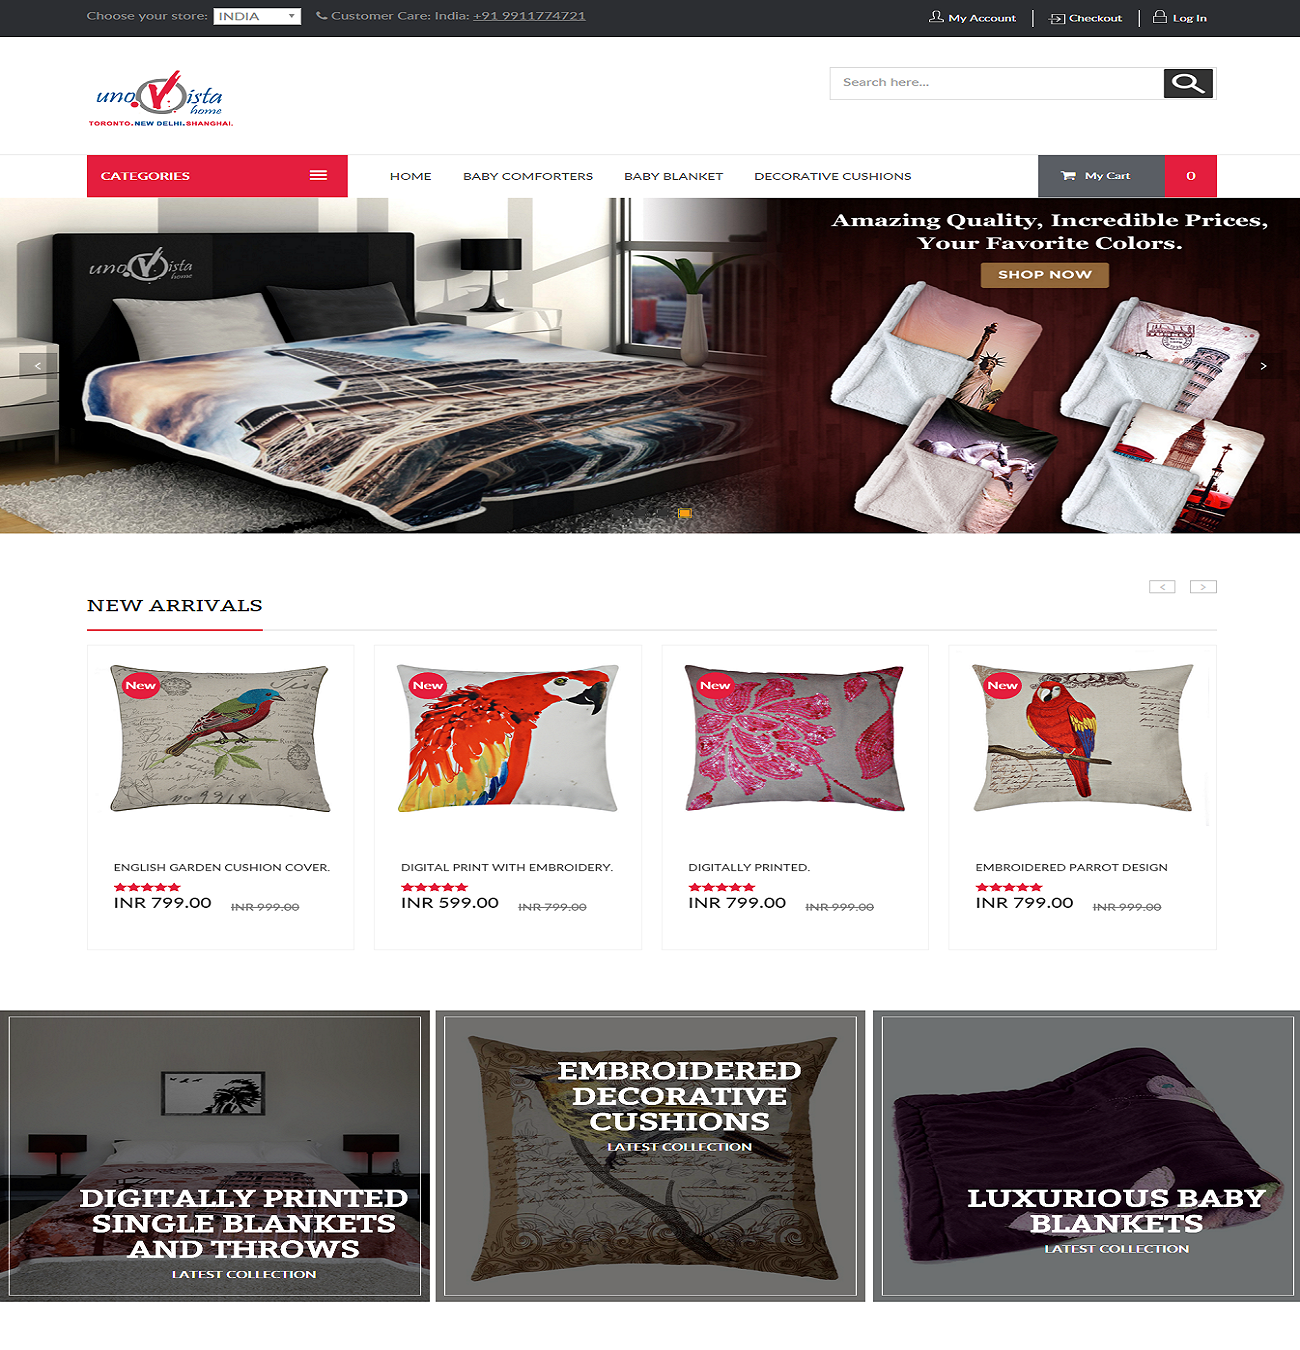 Choose your store: INDIA Customer Care: India: +91 9911774721
My Account Checkout Log In
uno Vista
home
TORONTO.NEW DELHI.SHANGHAI.
Search here...
CATEGORIES HOME BABY COMFORTERS BABY BLANKET DECORATIVE CUSHIONS My Cart 0
uno Vista
home
Amazing Quality, Incredible Prices,
Your Favorite Colors.
SHOP NOW
< >
NEW ARRIVALS
< >
New New New New
ENGLISH GARDEN CUSHION COVER. DIGITAL PRINT WITH EMBROIDERY. DIGITALLY PRINTED. EMBROIDERED PARROT DESIGN
INR 799.00 INR 999.00 INR 599.00 INR 799.00 INR 799.00 INR 999.00 INR 799.00 INR 999.00
DIGITALLY PRINTED
SINGLE BLANKETS
AND THROWS
LATEST COLLECTION
EMBROIDERED
DECORATIVE
CUSHIONS
LATEST COLLECTION
LUXURIOUS BABY
BLANKETS
LATEST COLLECTION